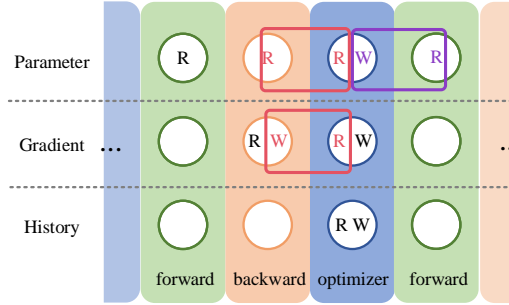 Parameter R R R W R
Gradient ... R W R W ..
History R W
forward backward optimizer forward